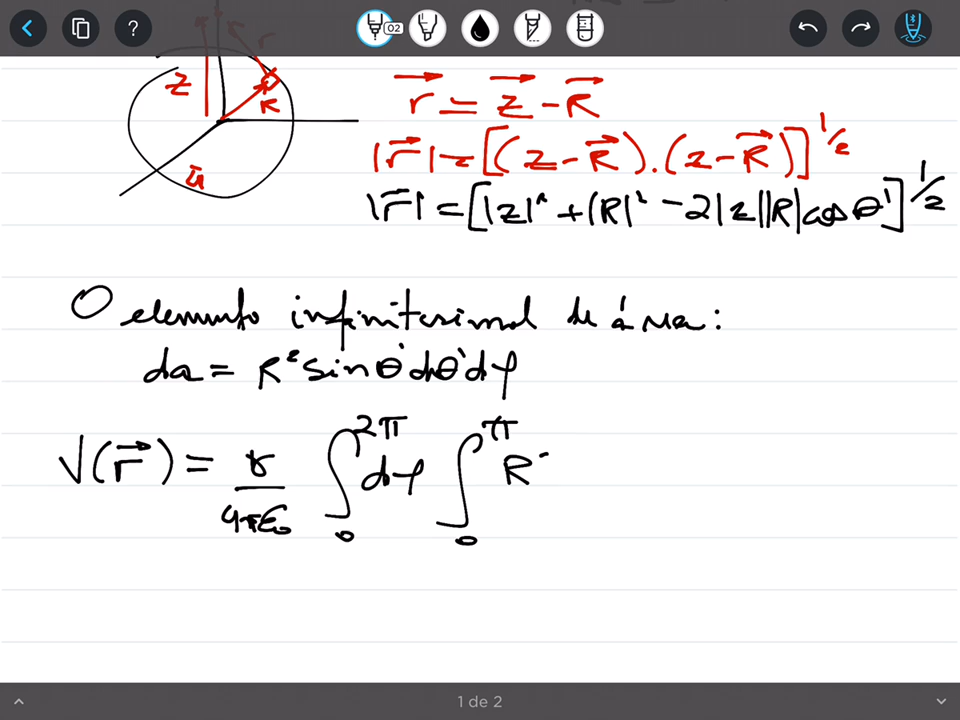 02
z r R
r⃗ = z⃗ - R⃗
|r⃗| = [(z - R⃗).(z - R⃗)]^1/2
|r⃗| = [|z|² + |R|² - 2|z||R|cos θ']^1/2
O elemento infinitesimal de área:
da = R² sin θ' dθ' dφ
V(r⃗) = γ/4πε₀ ∫₀^2π dφ ∫₀^π R
1 de 2